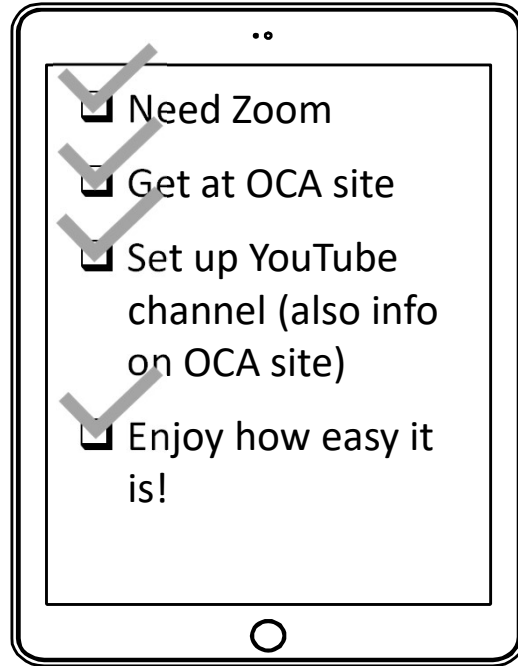 Need Zoom
Get at OCA site
Set up YouTube
channel (also info
on OCA site)
Enjoy how easy it
is!